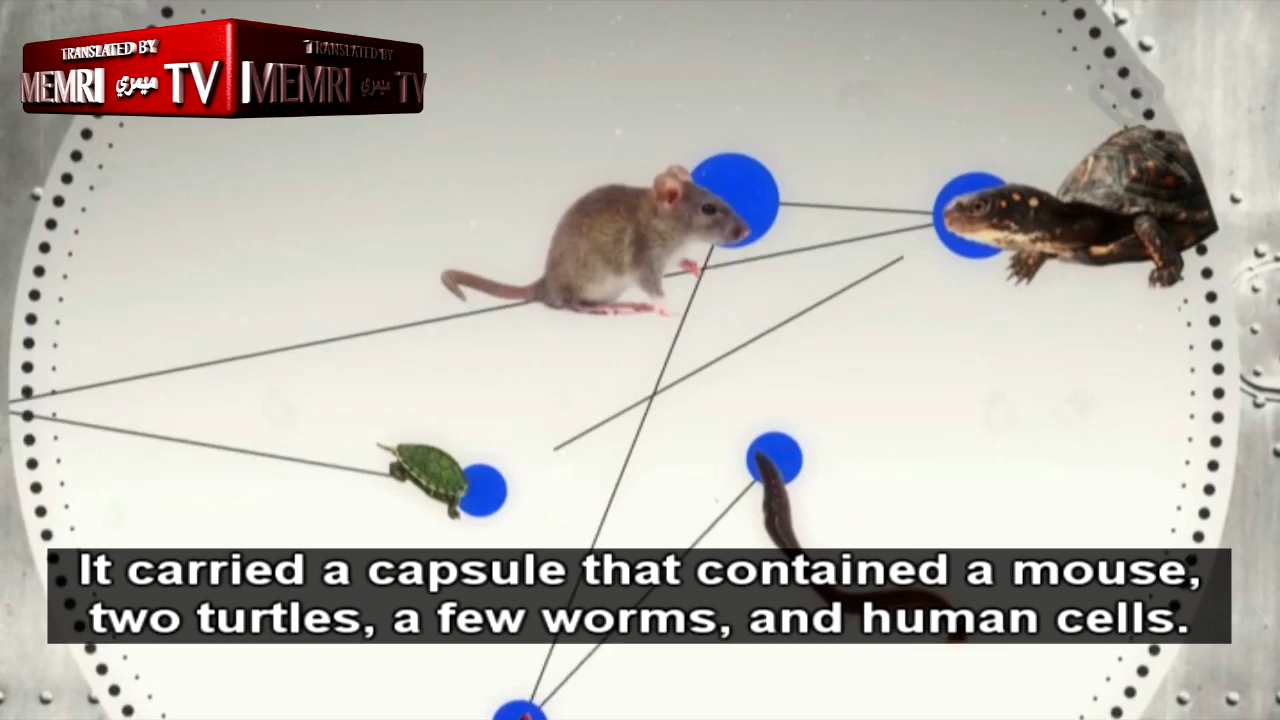 TRANSLATED BY TRANSLATED BY
MEMRI ميمري TV MEMRI ميمري TV
It carried a capsule that contained a mouse,
two turtles, a few worms, and human cells.